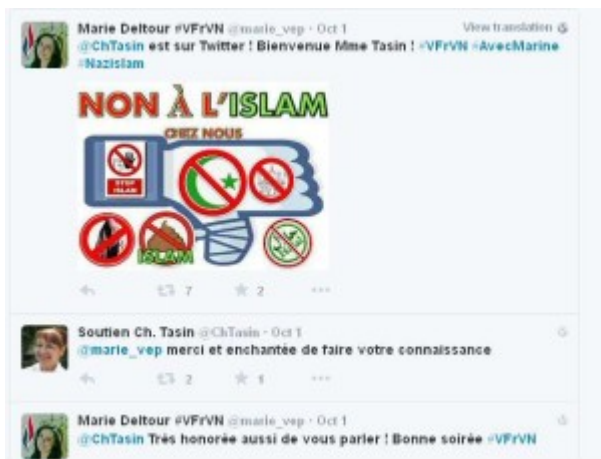 Marie Deltour #VFrVN @marie_vep · Oct 1 View translation
@ChTasin est sur Twitter ! Bienvenue Mme Tasin ! #VFrVN #AvecMarine
#Nazislam
NON À L'ISLAM
CHEZ NOUS
STOP
ISLAM
ISLAM
7 2
Soutien Ch. Tasin @ChTasin · Oct 1
@marie_vep merci et enchantée de faire votre connaissance
2 1
Marie Deltour #VFrVN @marie_vep · Oct 1
@ChTasin Très honorée aussi de vous parler ! Bonne soirée #VFrVN